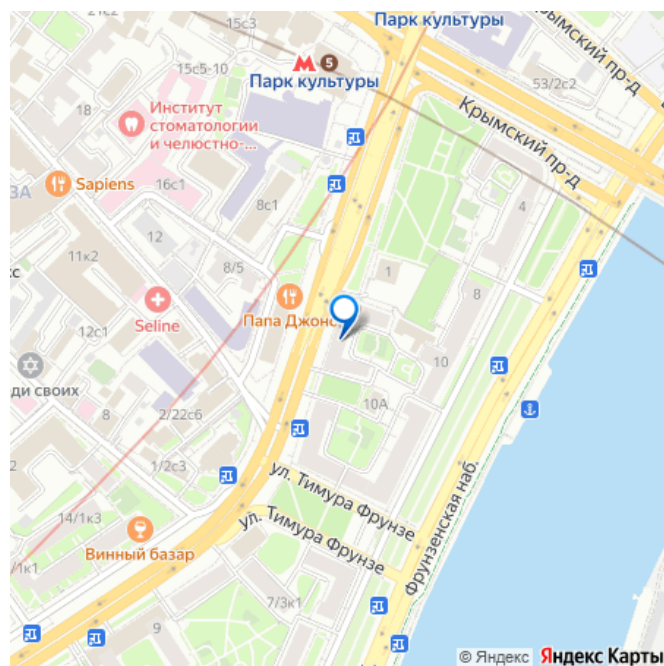 15с3
Парк культуры
15с5-10
5
Парк культуры
53/2с2
Крымский пр-д
Крымский пр-д
18
Институт
стоматологии
и челюстно-...
3А
Sapiens
16с1
8с1
4
12
11к2
8/5
1
8
Папа Джонс
Seline
12с1
10
ди своих
8
2/22с6
10А
1/2с3
ул. Тимура Фрунзе
14/1к3
ул. Тимура Фрунзе
Фрунзенская наб.
Винный базар
/1к1
7/3к1
9
© Яндекс Яндекс Карты